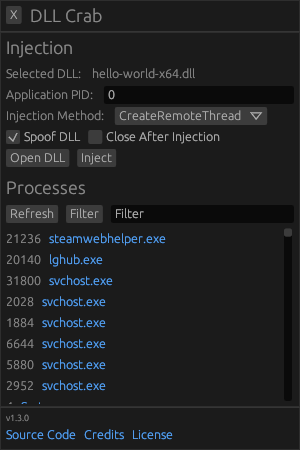 X DLL Crab
Injection
Selected DLL: hello-world-x64.dll
Application PID: 0
Injection Method: CreateRemoteThread
Spoof DLL Close After Injection
Open DLL Inject
Processes
Refresh Filter Filter
21236 steamwebhelper.exe
20140 lghub.exe
31800 svchost.exe
2028 svchost.exe
1884 svchost.exe
6644 svchost.exe
5880 svchost.exe
2952 svchost.exe
v1.3.0
Source Code Credits License